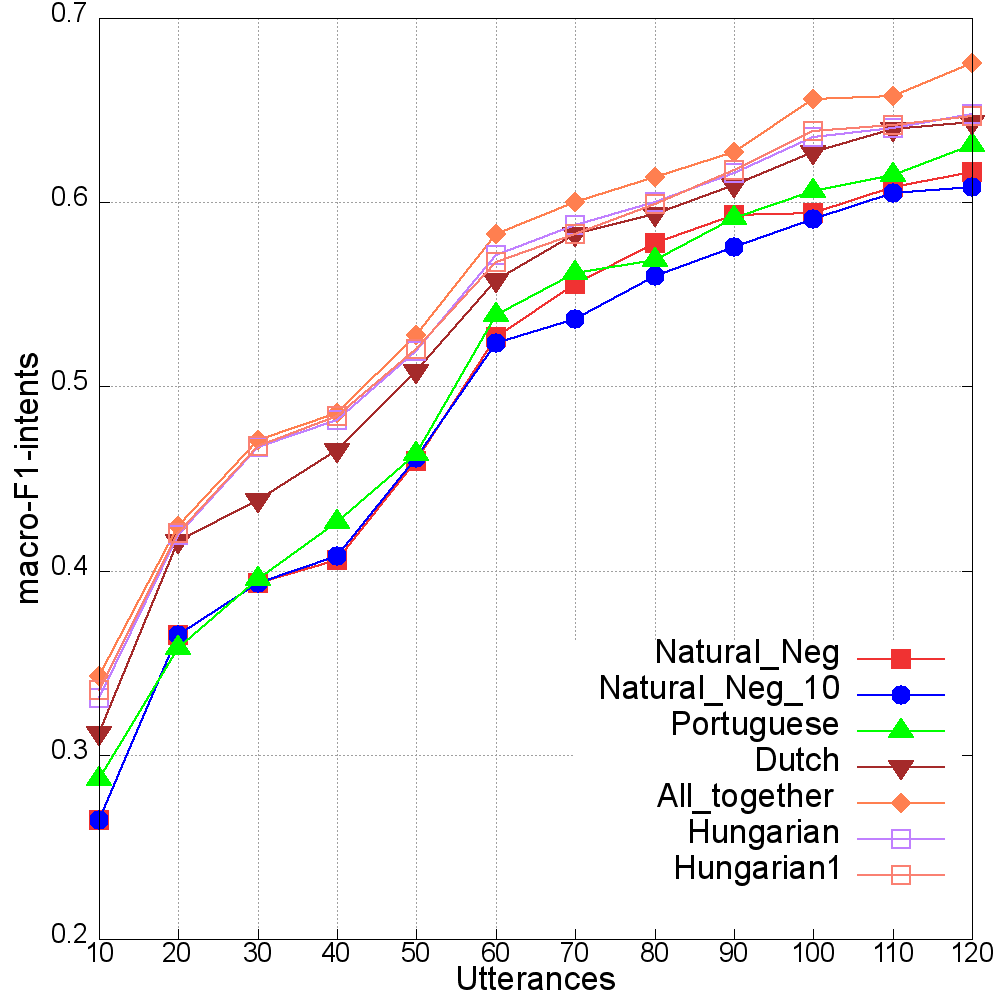 0.7
0.6
0.5
0.4
0.3
0.2
macro-F1-intents
Natural_Neg
Natural_Neg_10
Portuguese
Dutch
All_together
Hungarian
Hungarian1
10 20 30 40 50 60 70 80 90 100 110 120
Utterances